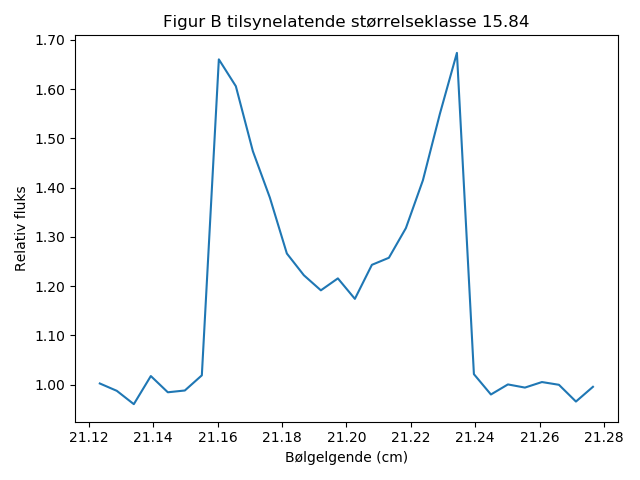 Figur B tilsynelatende størrelseklasse 15.84
1.70
1.60
1.50
1.40
1.30
1.20
1.10
1.00
Relativ fluks
21.12 21.14 21.16 21.18 21.20 21.22 21.24 21.26 21.28
Bølgelgende (cm)